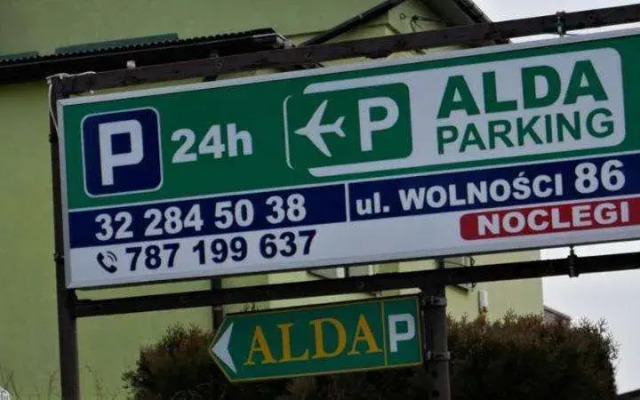 P 24h P ALDA
PARKING
32 284 50 38 ul. WOLNOŚCI 86
787 199 637 NOCLEGI
ALDA P